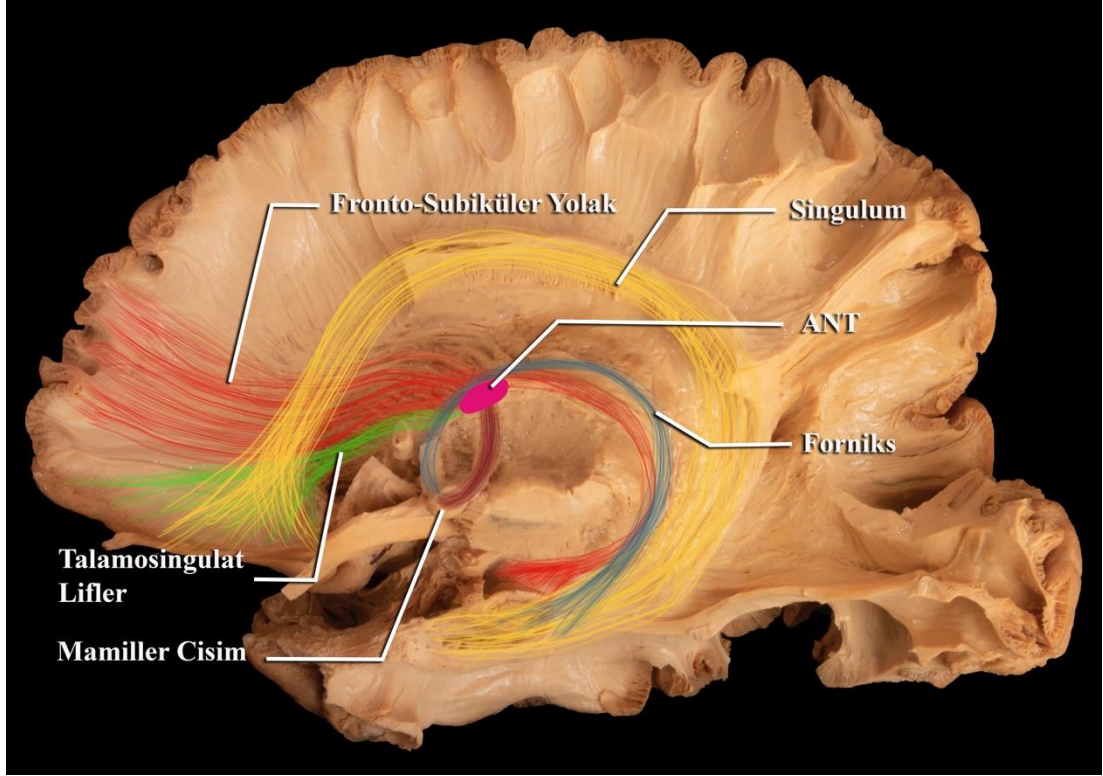 Fronto-Subiküler Yolak
Singulum
ANT
Forniks
Talamosingulat
Lifler
Mamiller Cisim